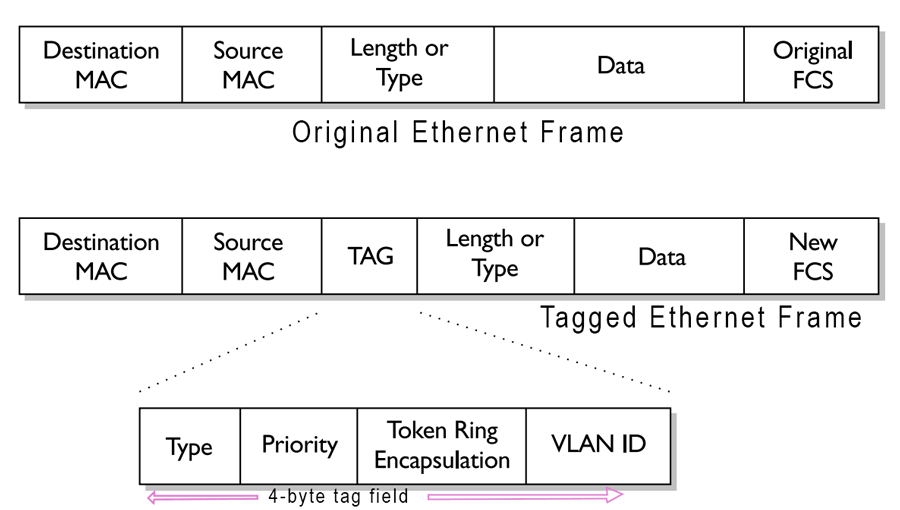 Destination
MAC
Source
MAC
Length or
Type
Data
Original
FCS
Original Ethernet Frame
Destination
MAC
Source
MAC
TAG
Length or
Type
Data
New
FCS
Tagged Ethernet Frame
Type
Priority
Token Ring
Encapsulation
VLAN ID
4-byte tag field